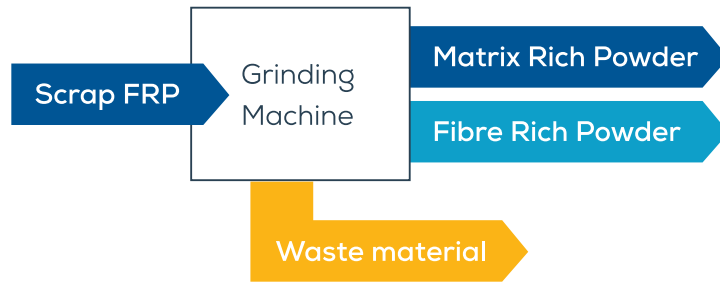 Scrap FRP
Grinding
Machine
Matrix Rich Powder
Fibre Rich Powder
Waste material